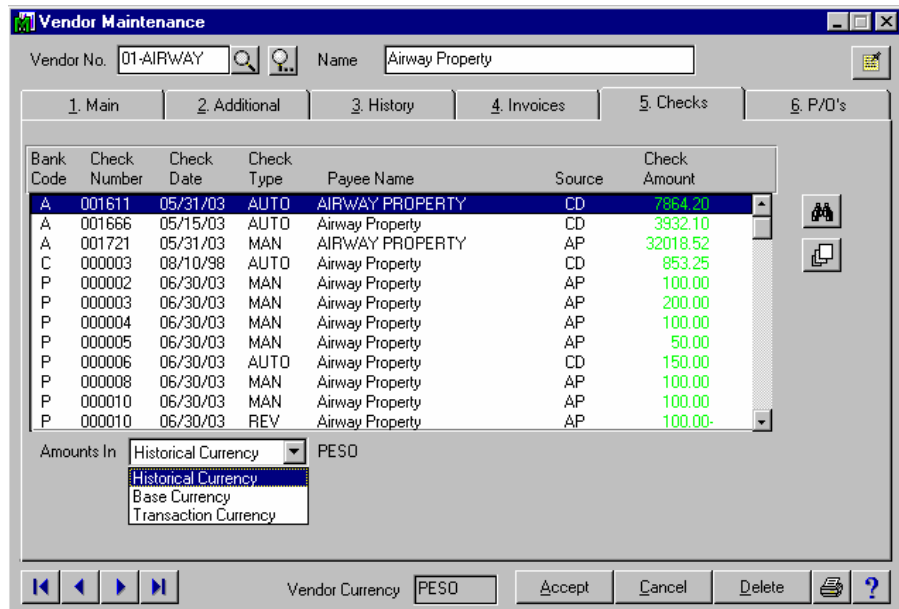 Vendor Maintenance
Vendor No. 01-AIRWAY Name Airway Property
1. Main 2. Additional 3. History 4. Invoices 5. Checks 6. P/O's
Bank Check Check Check Check
Code Number Date Type Payee Name Source Amount
A 001611 05/31/03 AUTO AIRWAY PROPERTY CD 7864.20
A 001666 05/15/03 AUTO Airway Property CD 3932.10
A 001721 05/31/03 MAN AIRWAY PROPERTY AP 32018.52
C 000003 08/10/98 AUTO Airway Property CD 853.25
P 000002 06/30/03 MAN Airway Property AP 100.00
P 000003 06/30/03 MAN Airway Property AP 200.00
P 000004 06/30/03 MAN Airway Property AP 100.00
P 000005 06/30/03 MAN Airway Property AP 50.00
P 000006 06/30/03 AUTO Airway Property CD 150.00
P 000008 06/30/03 MAN Airway Property AP 100.00
P 000010 06/30/03 MAN Airway Property AP 100.00
P 000010 06/30/03 REV Airway Property AP 100.00-
Amounts In Historical Currency PESO
Historical Currency
Base Currency
Transaction Currency
Vendor Currency PESO Accept Cancel Delete ?